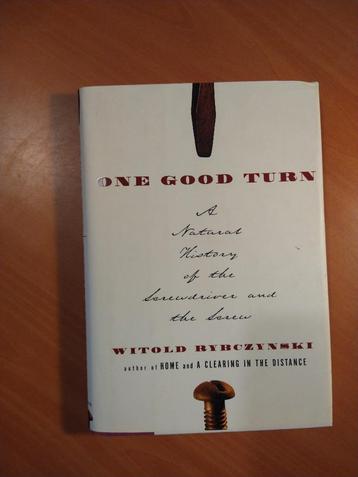 ONE GOOD TURN
A
Natural
History
of the
Screwdriver and
the Screw
WITOLD RYBCZYNSKI
author of HOME and A CLEARING IN THE DISTANCE